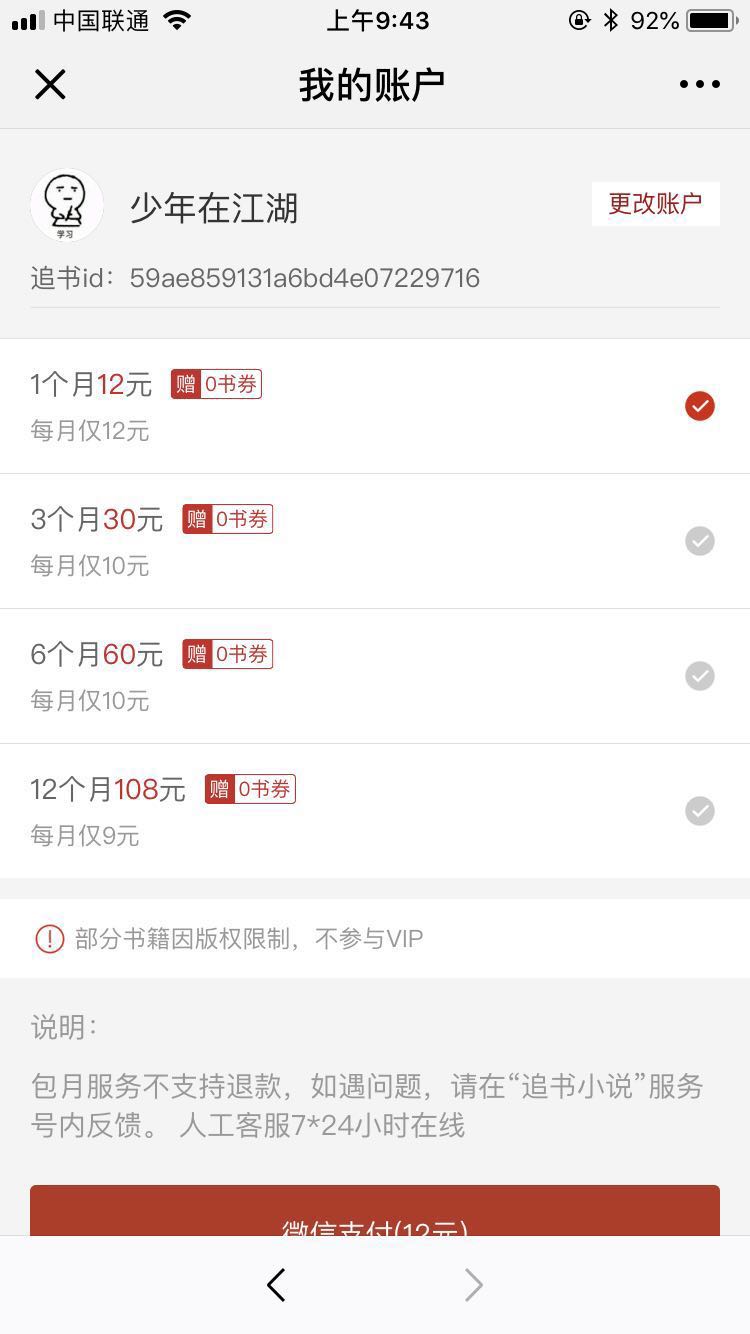 中国联通 上午9:43 92%
我的账户
学习
少年在江湖
更改账户
追书id：59ae859131a6bd4e07229716
1个月12元 赠 0书券
每月仅12元
3个月30元 赠 0书券
每月仅10元
6个月60元 赠 0书券
每月仅10元
12个月108元 赠 0书券
每月仅9元
部分书籍因版权限制，不参与VIP
说明：
包月服务不支持退款，如遇问题，请在“追书小说”服务
号内反馈。 人工客服7*24小时在线
微信支付(12元)